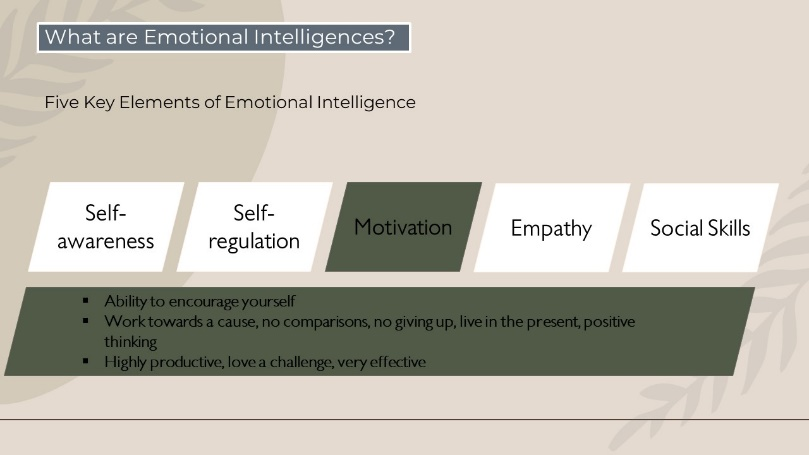 What are Emotional Intelligences?
Five Key Elements of Emotional Intelligence
Self-
awareness
Self-
regulation
Motivation
Empathy
Social Skills
▪ Ability to encourage yourself
▪ Work towards a cause, no comparisons, no giving up, live in the present, positive
thinking
▪ Highly productive, love a challenge, very effective